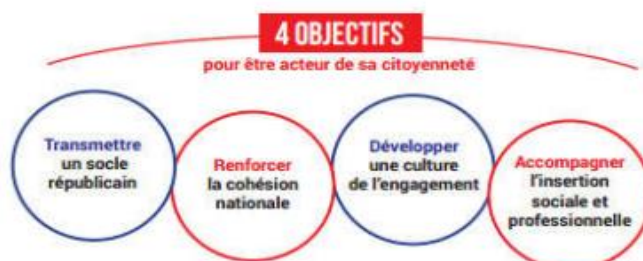 4 OBJECTIFS
pour être acteur de sa citoyenneté
Transmettre
un socle
républicain
Renforcer
la cohésion
nationale
Développer
une culture
de l'engagement
Accompagner
l'insertion
sociale et
professionnelle